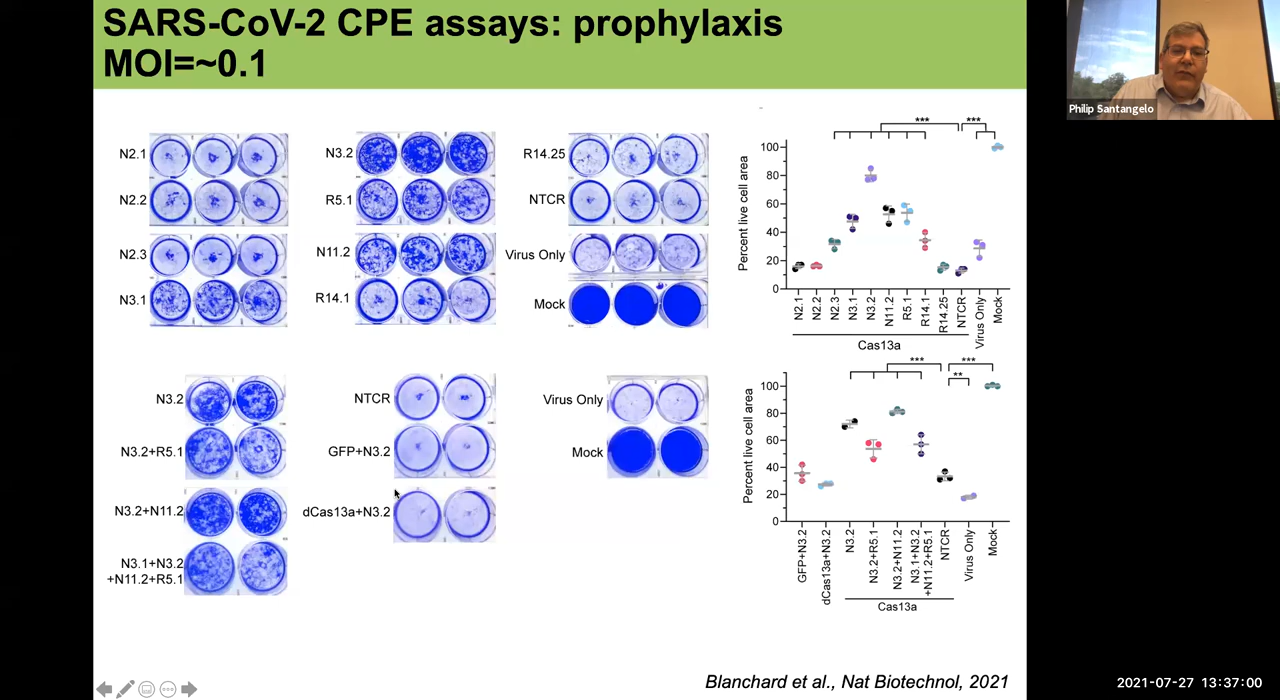 SARS-CoV-2 CPE assays: prophylaxis
MOI=~0.1
Philip Santangelo
N2.1
N2.2
N2.3
N3.1
N3.2
R5.1
N11.2
R14.1
R14.25
NTCR
Virus Only
Mock
Percent live cell area
100
80
60
40
20
0
***
***
N2.1
N2.2
N2.3
N3.1
N3.2
N11.2
R5.1
R14.1
R14.25
NTCR
Virus Only
Mock
Cas13a
N3.2
N3.2+R5.1
N3.2+N11.2
N3.1+N3.2
+N11.2+R5.1
NTCR
GFP+N3.2
dCas13a+N3.2
Virus Only
Mock
Percent live cell area
100
80
60
40
20
0
***
***
**
GFP+N3.2
dCas13a+N3.2
N3.2
N3.2+R5.1
N3.2+N11.2
N3.1+N3.2
+N11.2+R5.1
NTCR
Virus Only
Mock
Cas13a
Blanchard et al., Nat Biotechnol, 2021
2021-07-27 13:37:00